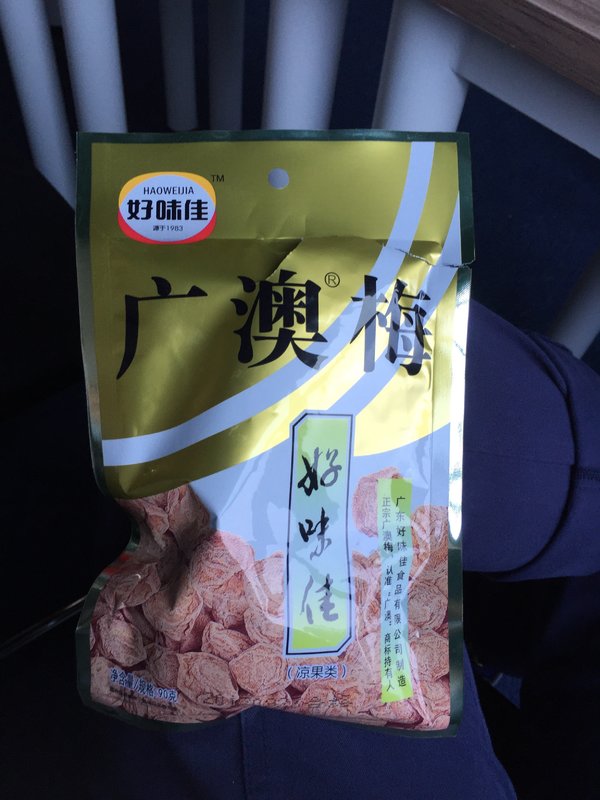 HAOWEIJIA
TM
好味佳
源于1983
广澳®梅
好味佳
广东好味佳食品有限公司制造
正宗广澳梅，认准“广澳”商标持有人
（凉果类）
净含量/规格:90克